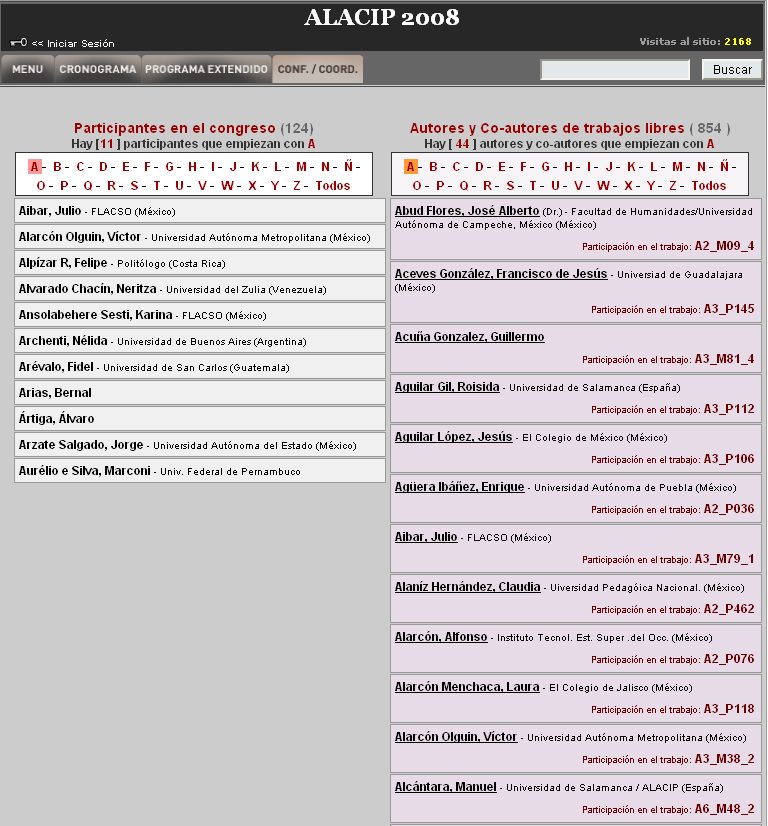 ALACIP 2008
<< Iniciar Sesión
Visitas al sitio: 2168
MENU CRONOGRAMA PROGRAMA EXTENDIDO CONF. / COORD.
Buscar
Participantes en el congreso (124)
Hay [11 ] participantes que empiezan con A
A - B - C - D - E - F - G - H - I - J - K - L - M - N - Ñ -
O - P - Q - R - S - T - U - V - W - X - Y - Z - Todos
Aibar, Julio - FLACSO (México)
Alarcón Olguin, Víctor - Universidad Autónoma Metropolitana (México)
Alpízar R, Felipe - Politólogo (Costa Rica)
Alvarado Chacín, Neritza - Universidad del Zulia (Venezuela)
Ansolabehere Sesti, Karina - FLACSO (México)
Archenti, Nélida - Universidad de Buenos Aires (Argentina)
Arévalo, Fidel - Universidad de San Carlos (Guatemala)
Arias, Bernal
Ártiga, Álvaro
Arzate Salgado, Jorge - Universidad Autónoma del Estado (México)
Aurélio e Silva, Marconi - Univ. Federal de Pernambuco
Autores y Co-autores de trabajos libres ( 854 )
Hay [ 44 ] autores y co-autores que empiezan con A
A - B - C - D - E - F - G - H - I - J - K - L - M - N - Ñ -
O - P - Q - R - S - T - U - V - W - X - Y - Z - Todos
Abud Flores, José Alberto (Dr.) - Facultad de Humanidades/Universidad
Autónoma de Campeche, México (México)
Participación en el trabajo: A2_M09_4
Aceves González, Francisco de Jesús - Universiad de Guadalajara
(México)
Participación en el trabajo: A3_P145
Acuña Gonzalez, Guillermo
Participación en el trabajo: A3_M81_4
Aguilar Gil, Roisida - Universidad de Salamanca (España)
Participación en el trabajo: A3_P112
Aguilar López, Jesús - El Colegio de México (México)
Participación en el trabajo: A3_P106
Agüera Ibáñez, Enrique - Universidad Autónoma de Puebla (México)
Participación en el trabajo: A2_P036
Aibar, Julio - FLACSO (México)
Participación en el trabajo: A3_M79_1
Alaníz Hernández, Claudia - Uiversidad Pedagóica Nacional. (México)
Participación en el trabajo: A2_P462
Alarcón, Alfonso - Instituto Tecnol. Est. Super .del Occ. (México)
Participación en el trabajo: A2_P076
Alarcón Menchaca, Laura - El Colegio de Jalisco (México)
Participación en el trabajo: A3_P118
Alarcón Olguin, Víctor - Universidad Autónoma Metropolitana (México)
Participación en el trabajo: A3_M38_2
Alcántara, Manuel - Universidad de Salamanca / ALACIP (España)
Participación en el trabajo: A6_M48_2